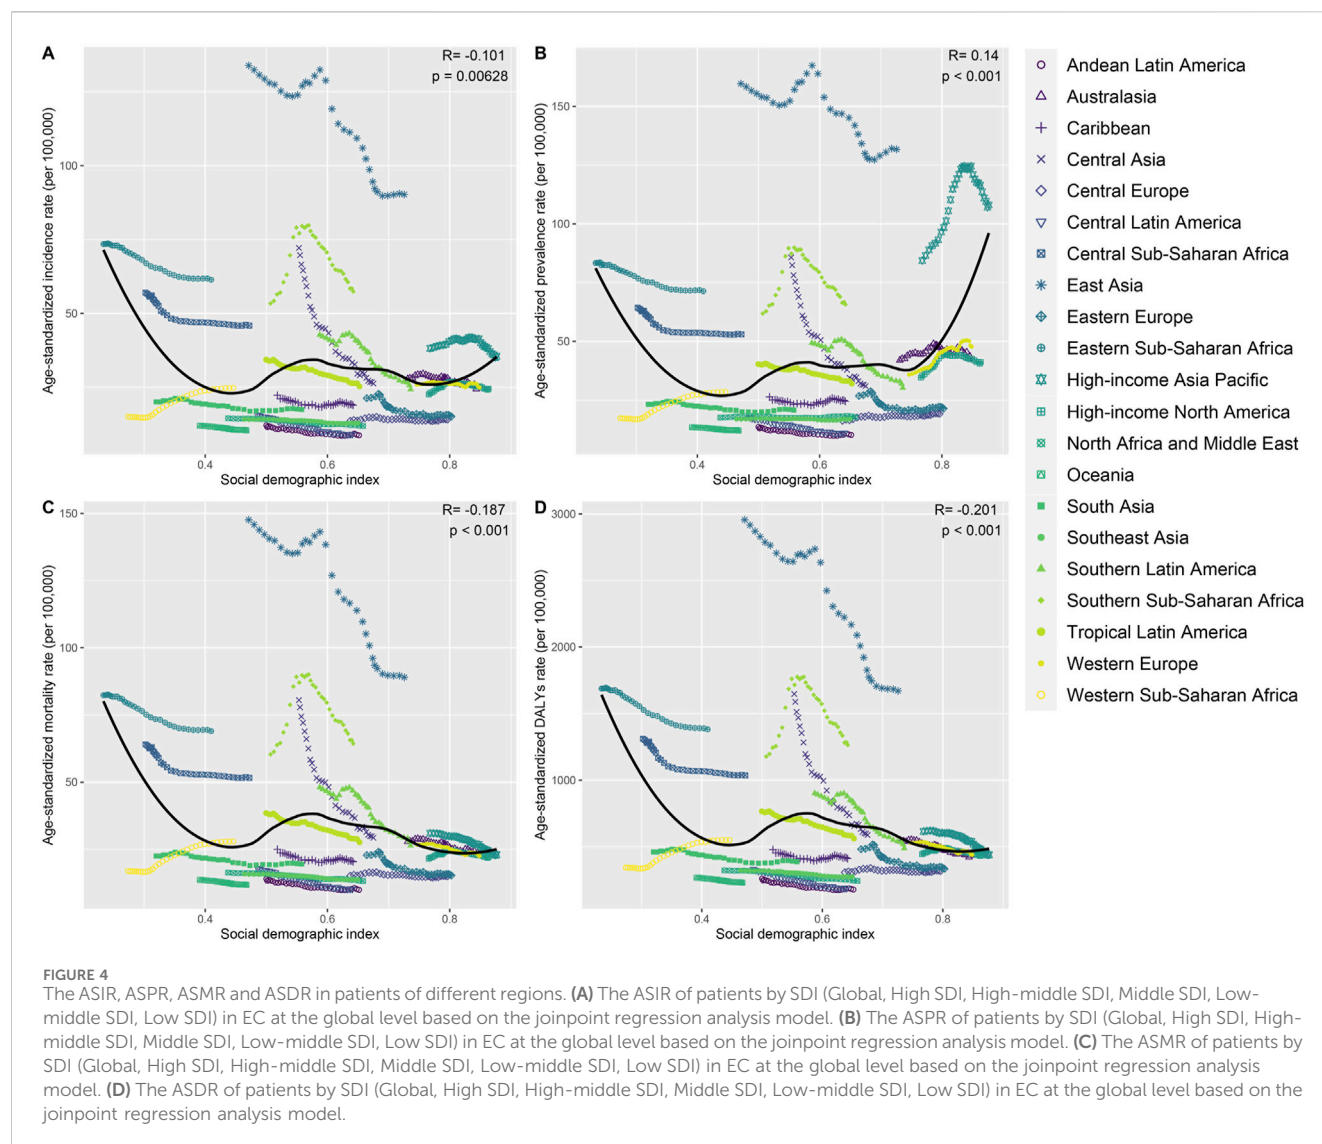 A
R= -0.101
p = 0.00628
Age-standardized incidence rate (per 100,000)
100
50
0.4
0.6
0.8
Social demographic index
B
R= 0.14
p < 0.001
Age-standardized prevalence rate (per 100,000)
150
100
50
0.4
0.6
0.8
Social demographic index
C
R= -0.187
p < 0.001
Age-standardized mortality rate (per 100,000)
150
100
50
0.4
0.6
0.8
Social demographic index
D
R= -0.201
p < 0.001
Age-standardized DALYs rate (per 100,000)
3000
2000
1000
0.4
0.6
0.8
Social demographic index
Andean Latin America
Australasia
Caribbean
Central Asia
Central Europe
Central Latin America
Central Sub-Saharan Africa
East Asia
Eastern Europe
Eastern Sub-Saharan Africa
High-income Asia Pacific
High-income North America
North Africa and Middle East
Oceania
South Asia
Southeast Asia
Southern Latin America
Southern Sub-Saharan Africa
Tropical Latin America
Western Europe
Western Sub-Saharan Africa
FIGURE 4
The ASIR, ASPR, ASMR and ASDR in patients of different regions. (A) The ASIR of patients by SDI (Global, High SDI, High-middle SDI, Middle SDI, Low-
middle SDI, Low SDI) in EC at the global level based on the joinpoint regression analysis model. (B) The ASPR of patients by SDI (Global, High SDI, High-
middle SDI, Middle SDI, Low-middle SDI, Low SDI) in EC at the global level based on the joinpoint regression analysis model. (C) The ASMR of patients by
SDI (Global, High SDI, High-middle SDI, Middle SDI, Low-middle SDI, Low SDI) in EC at the global level based on the joinpoint regression analysis
model. (D) The ASDR of patients by SDI (Global, High SDI, High-middle SDI, Middle SDI, Low-middle SDI, Low SDI) in EC at the global level based on the
joinpoint regression analysis model.